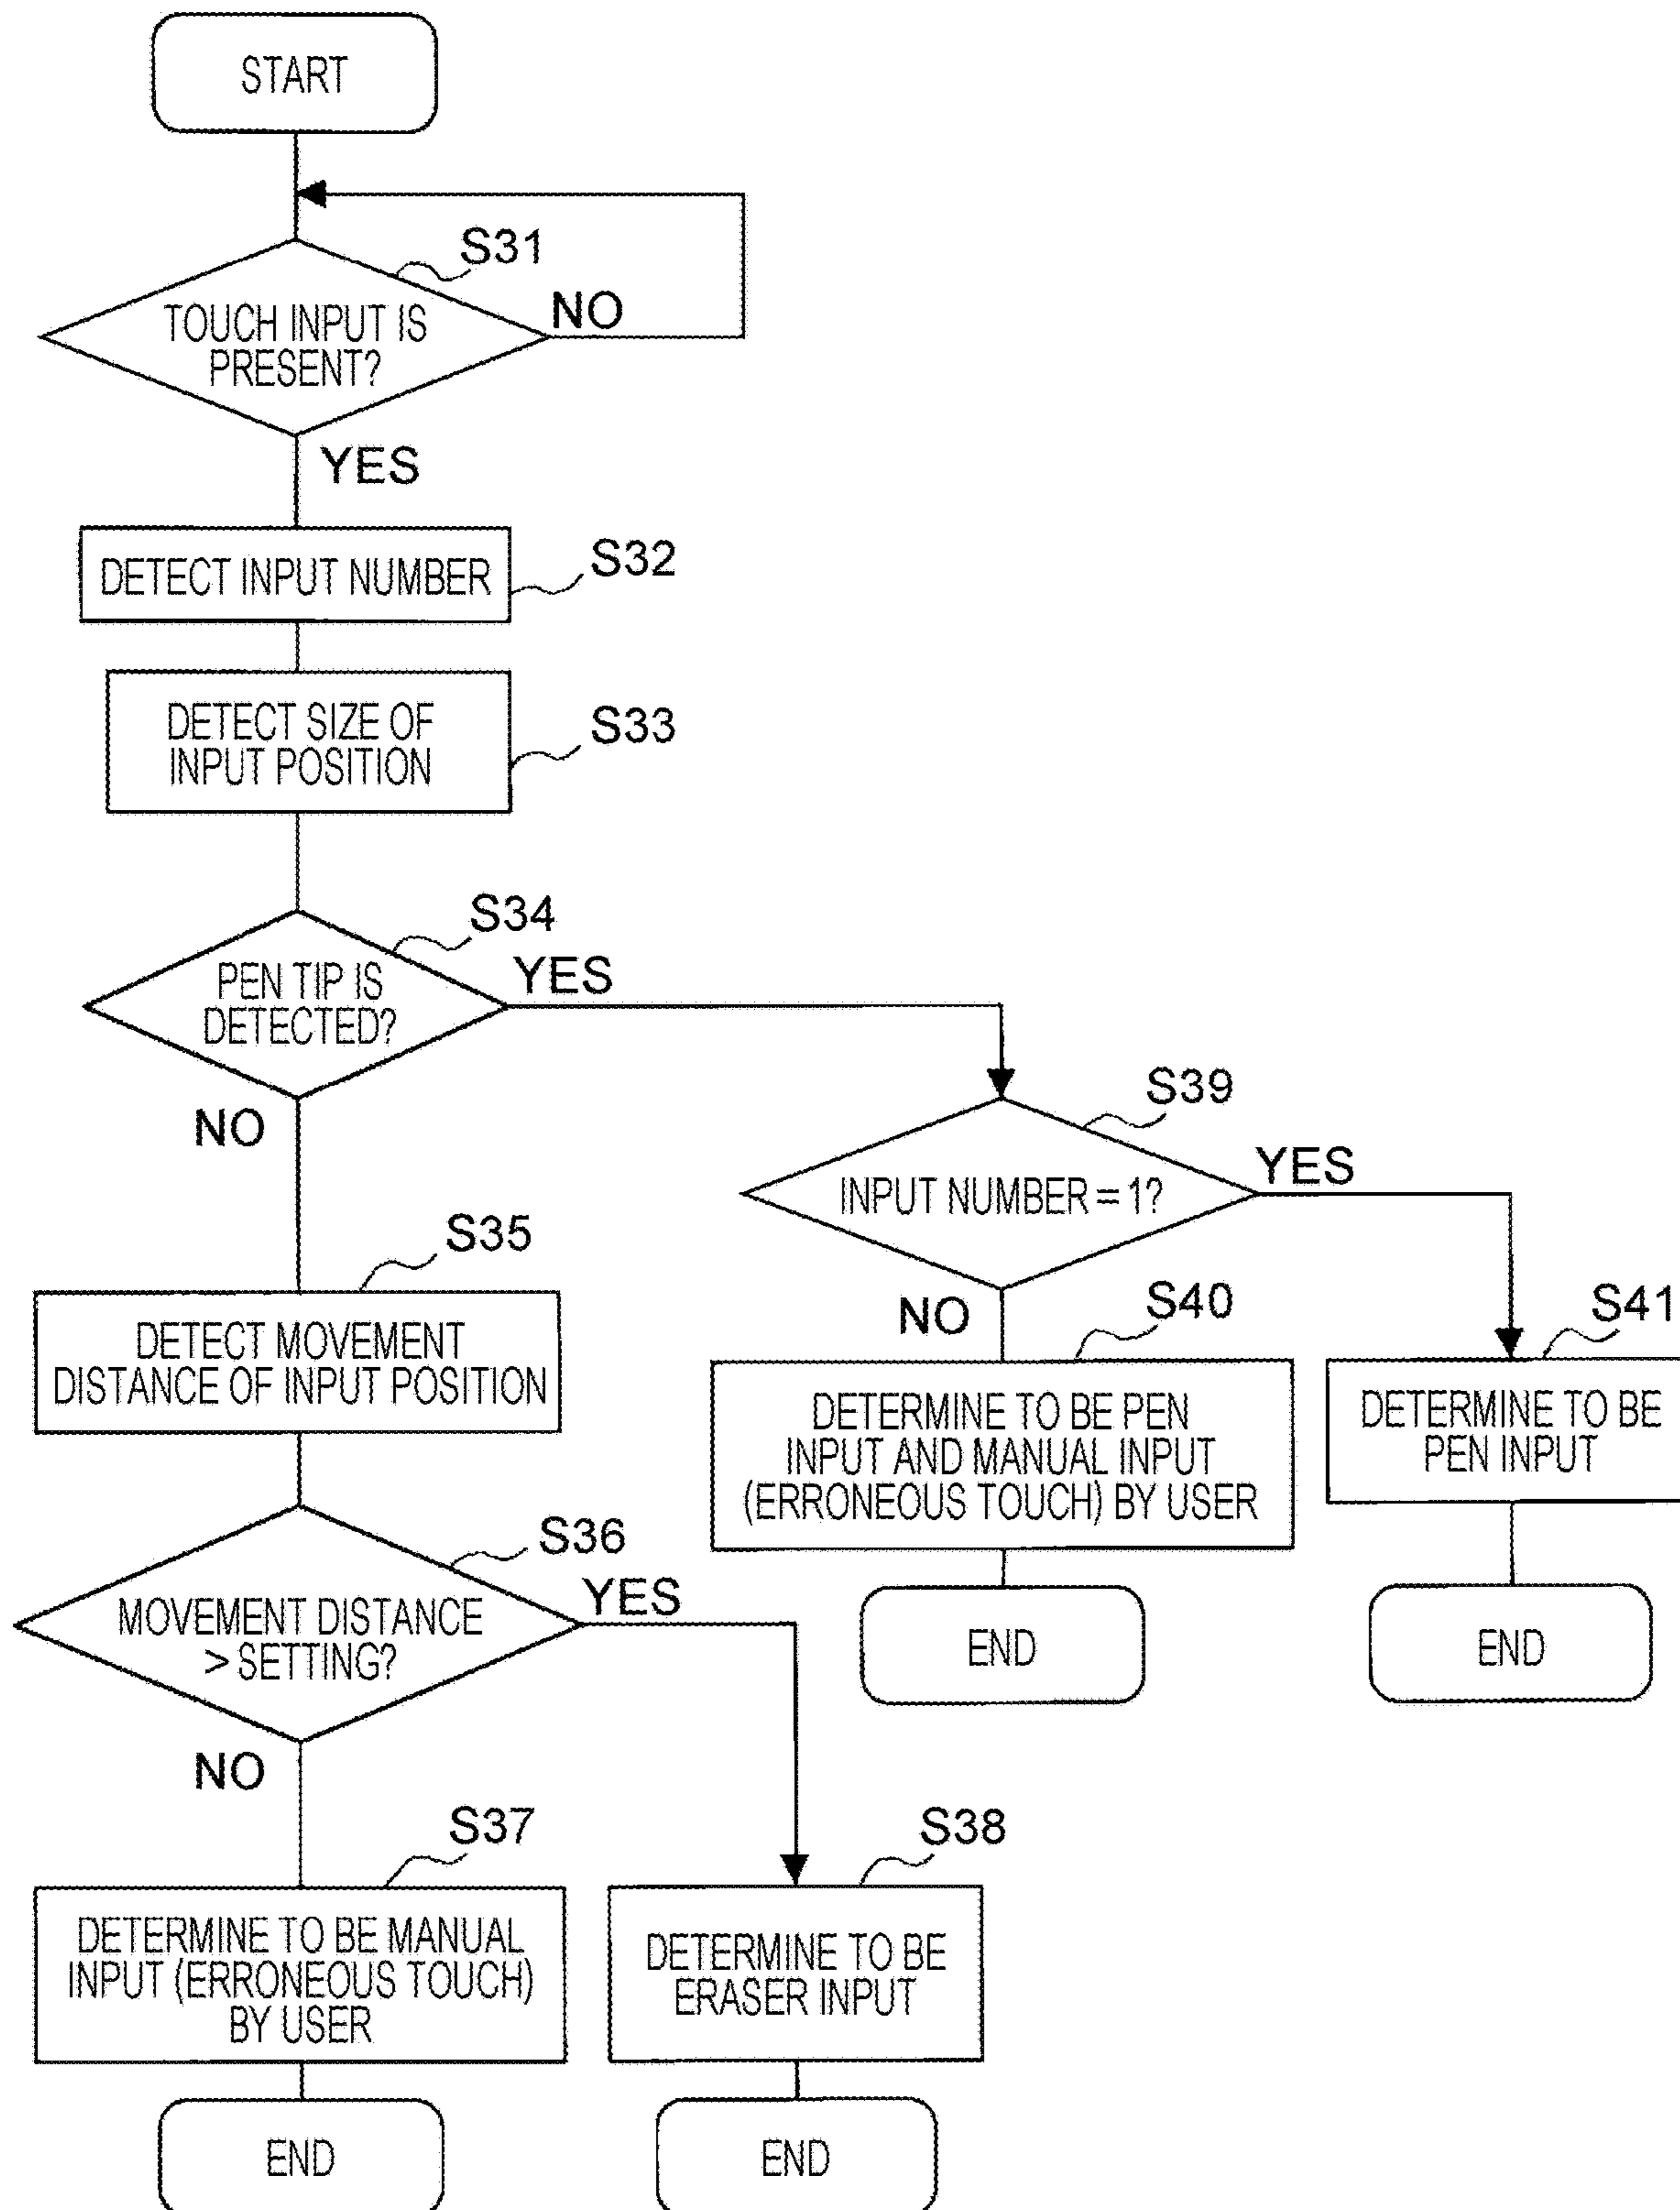 START
S31
TOUCH INPUT IS
PRESENT?
NO
YES
DETECT INPUT NUMBER
S32
DETECT SIZE OF
INPUT POSITION
S33
S34
PEN TIP IS
DETECTED?
YES
NO
S39
INPUT NUMBER = 1?
YES
NO
S35
DETECT MOVEMENT
DISTANCE OF INPUT POSITION
S40
DETERMINE TO BE PEN
INPUT AND MANUAL INPUT
(ERRONEOUS TOUCH) BY USER
END
S41
DETERMINE TO BE
PEN INPUT
END
S36
MOVEMENT DISTANCE
> SETTING?
YES
NO
S37
DETERMINE TO BE MANUAL
INPUT (ERRONEOUS TOUCH)
BY USER
END
S38
DETERMINE TO BE
ERASER INPUT
END